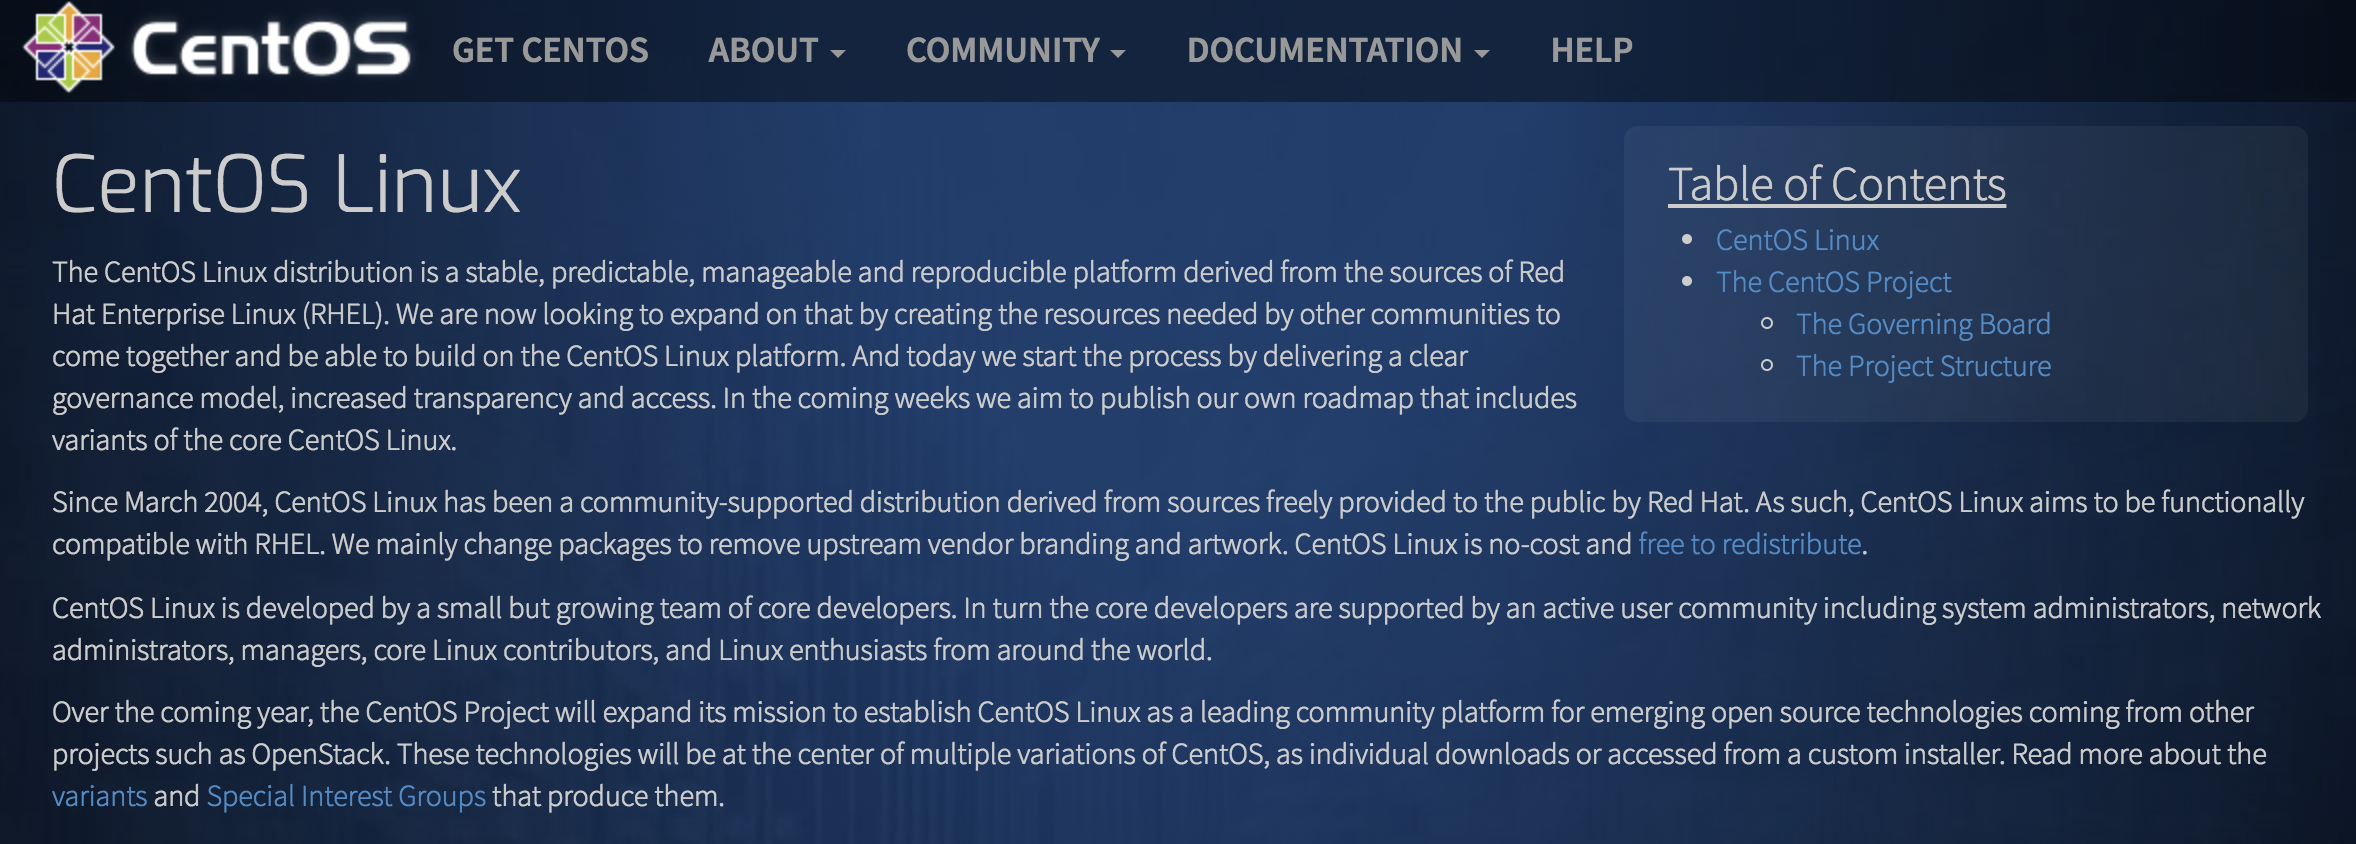 CentOS GET CENTOS ABOUT COMMUNITY DOCUMENTATION HELP
CentOS Linux
The CentOS Linux distribution is a stable, predictable, manageable and reproducible platform derived from the sources of Red
Hat Enterprise Linux (RHEL). We are now looking to expand on that by creating the resources needed by other communities to
come together and be able to build on the CentOS Linux platform. And today we start the process by delivering a clear
governance model, increased transparency and access. In the coming weeks we aim to publish our own roadmap that includes
variants of the core CentOS Linux.
Table of Contents
CentOS Linux
The CentOS Project
The Governing Board
The Project Structure
Since March 2004, CentOS Linux has been a community-supported distribution derived from sources freely provided to the public by Red Hat. As such, CentOS Linux aims to be functionally
compatible with RHEL. We mainly change packages to remove upstream vendor branding and artwork. CentOS Linux is no-cost and free to redistribute.
CentOS Linux is developed by a small but growing team of core developers. In turn the core developers are supported by an active user community including system administrators, network
administrators, managers, core Linux contributors, and Linux enthusiasts from around the world.
Over the coming year, the CentOS Project will expand its mission to establish CentOS Linux as a leading community platform for emerging open source technologies coming from other
projects such as OpenStack. These technologies will be at the center of multiple variations of CentOS, as individual downloads or accessed from a custom installer. Read more about the
variants and Special Interest Groups that produce them.